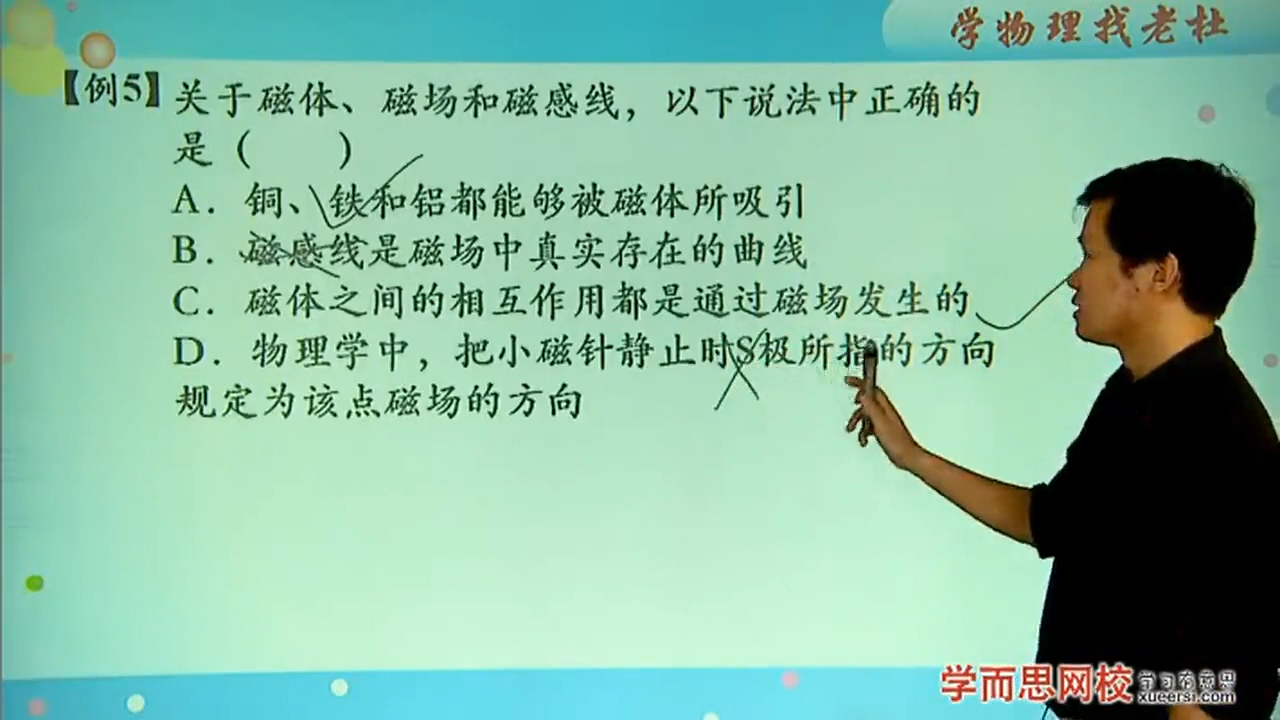 学物理找老杜
【例5】关于磁体、磁场和磁感线，以下说法中正确的
是（　　）
A．铜、铁和铝都能够被磁体所吸引
B．磁感线是磁场中真实存在的曲线
C．磁体之间的相互作用都是通过磁场发生的
D．物理学中，把小磁针静止时S极所指的方向
规定为该点磁场的方向
学而思网校
学习有意思
xueersi.com